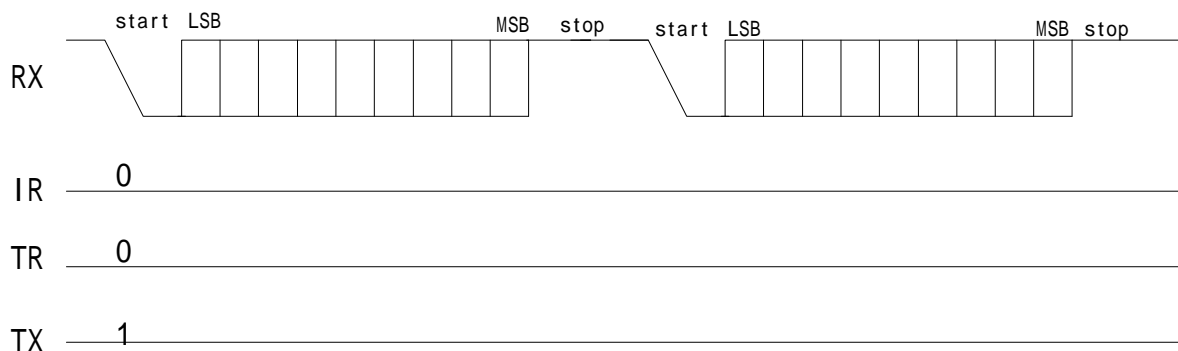 start LSB MSB stop start LSB MSB stop
RX
IR 0
TR 0
TX 1